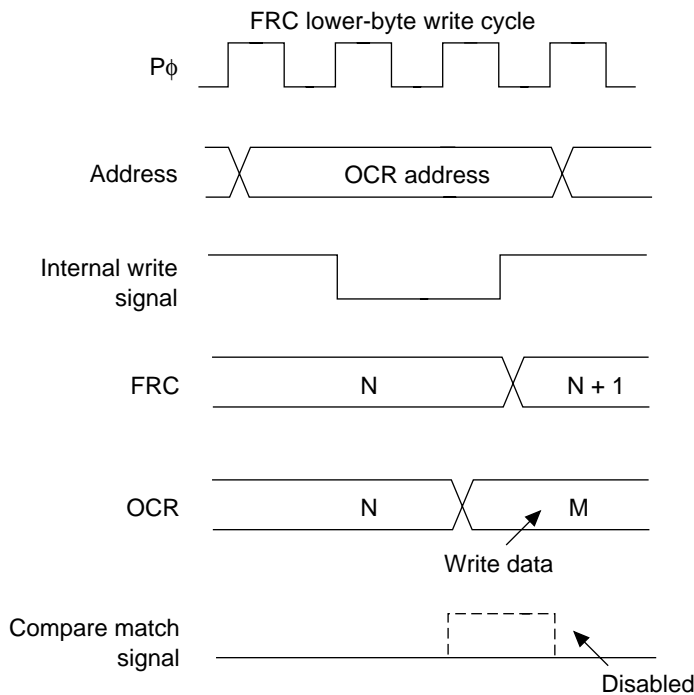 FRC lower-byte write cycle
Pϕ
Address
OCR address
Internal write
signal
FRC
N
N + 1
OCR
N
M
Write data
Compare match
signal
Disabled